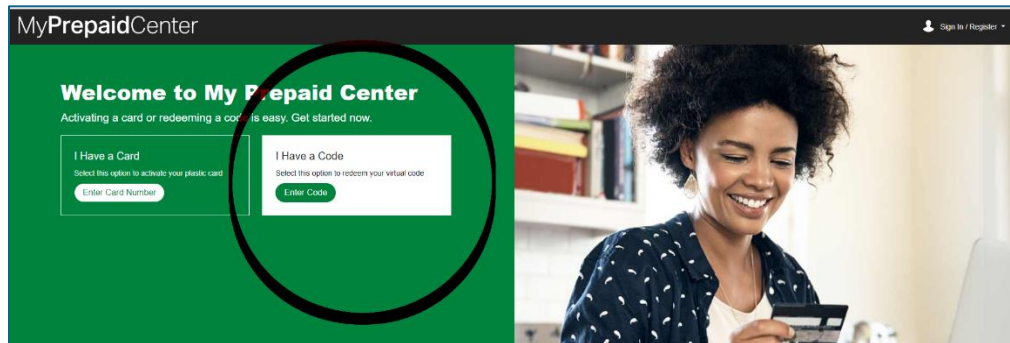 MyPrepaidCenter
Sign In / Register
Welcome to My Prepaid Center
Activating a card or redeeming a code is easy. Get started now.
I Have a Card
Select this option to activate your plastic card
Enter Card Number
I Have a Code
Select this option to redeem your virtual code
Enter Code